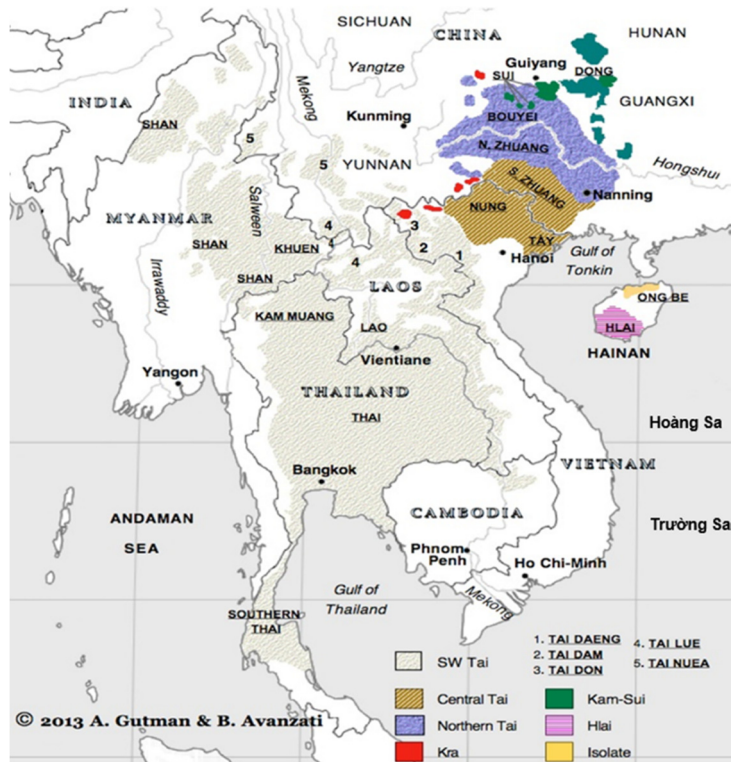 SICHUAN
CHINA
HUNAN
Yangtze
Guiyang
SUI
DONG
INDIA
Mekong
GUANGXI
SHAN
Kunming
BOUYEI
5
N. ZHUANG
5
YUNNAN
Hongshui
S. ZHUANG
Nanning
Salween
MYANMAR
NUNG
4
3
SHAN
KHUEN
4
2
TÂY
4
1
Hanoi
Gulf of
Tonkin
SHAN
LAOS
Irrawaddy
ONG BE
KAM MUANG
LAO
HLAI
HAINAN
Yangon
Vientiane
THAILAND
THAI
Hoàng Sa
VIETNAM
Bangkok
CAMBODIA
ANDAMAN
SEA
Trường Sa
Phnom
Penh
Ho Chi-Minh
Gulf of
Thailand
Mekong
SOUTHERN
THAI
1. TAI DAENG
2. TAI DAM
3. TAI DON
4. TAI LUE
5. TAI NUEA
SW Tai
Central Tai
Kam-Sui
Northern Tai
Hlai
Kra
Isolate
© 2013 A. Gutman & B. Avanzati